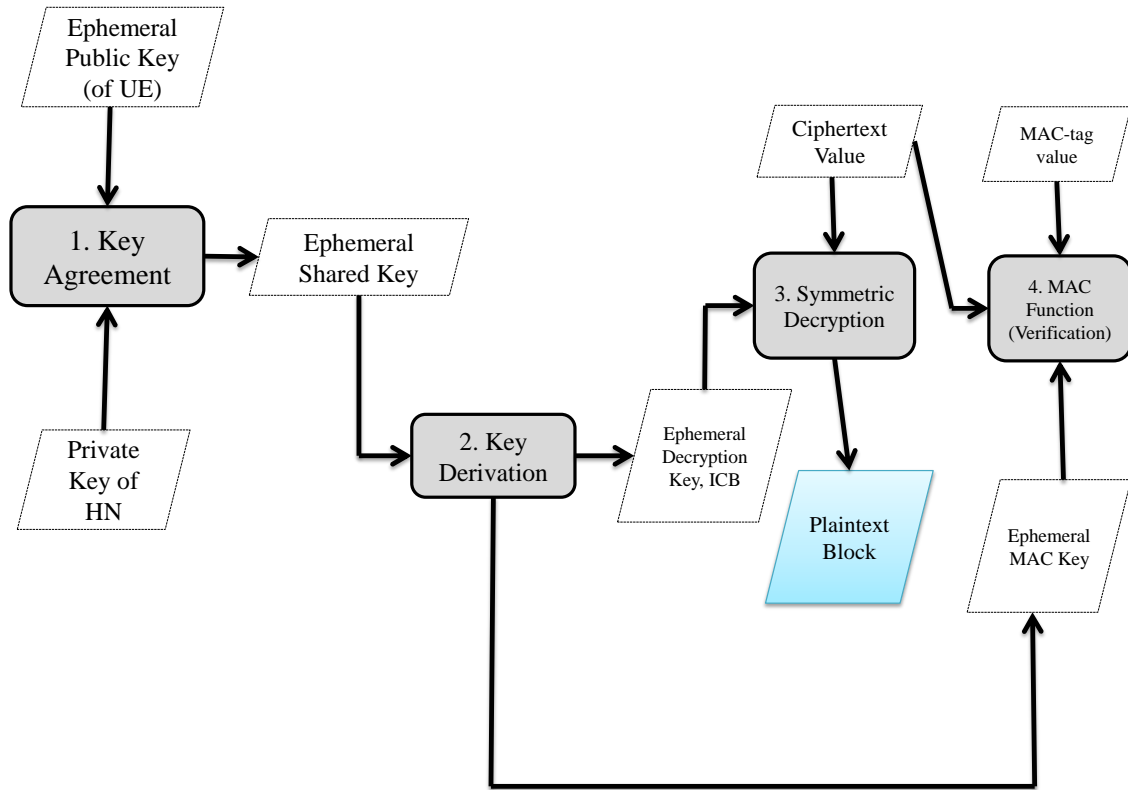 Ephemeral
Public Key
(of UE)
1. Key
Agreement
Private
Key of
HN
Ephemeral
Shared Key
2. Key
Derivation
Ephemeral
Decryption
Key, ICB
Ciphertext
Value
3. Symmetric
Decryption
Plaintext
Block
MAC-tag
value
4. MAC
Function
(Verification)
Ephemeral
MAC Key